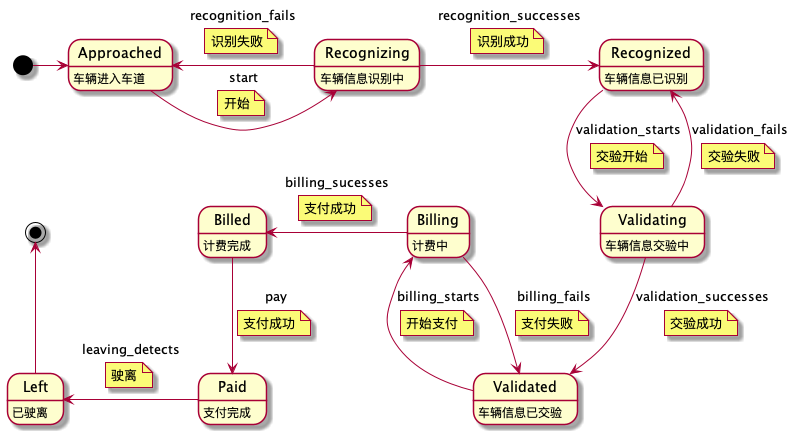 recognition_fails
识别失败
recognition_successes
识别成功
Approached
车辆进入车道
Recognizing
车辆信息识别中
Recognized
车辆信息已识别
start
开始
validation_starts
交验开始
validation_fails
交验失败
billing_sucesses
支付成功
Billed
计费完成
Billing
计费中
Validating
车辆信息交验中
pay
支付成功
billing_starts
开始支付
billing_fails
支付失败
validation_successes
交验成功
leaving_detects
驶离
Left
已驶离
Paid
支付完成
Validated
车辆信息已交验